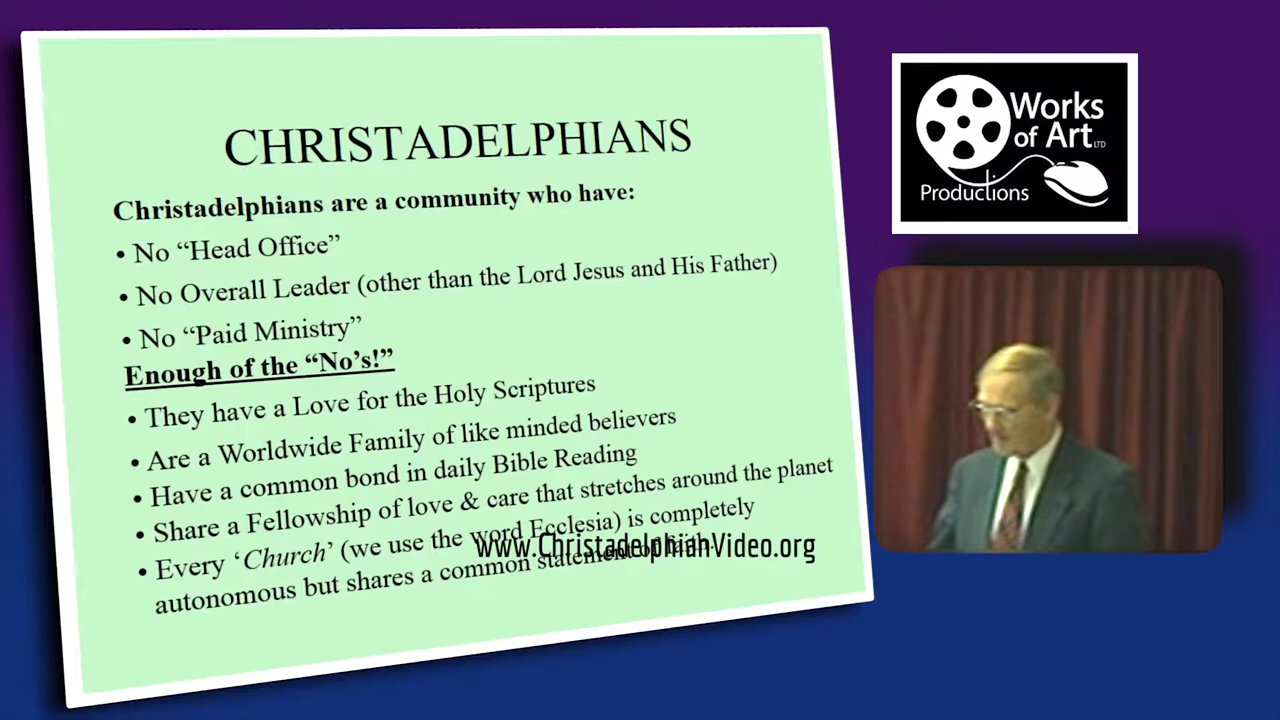 CHRISTADELPHIANS
Christadelphians are a community who have:
• No “Head Office”
• No Overall Leader (other than the Lord Jesus and His Father)
• No “Paid Ministry”
Enough of the “No’s!”
• They have a Love for the Holy Scriptures
• Are a Worldwide Family of like minded believers
• Have a common bond in daily Bible Reading
• Share a Fellowship of love & care that stretches around the planet
• Every ‘Church’ (we use the word Ecclesia) is completely
autonomous but shares a common statement of faith.
www.ChristadelphianVideo.org
Works
of Art LTD
Productions